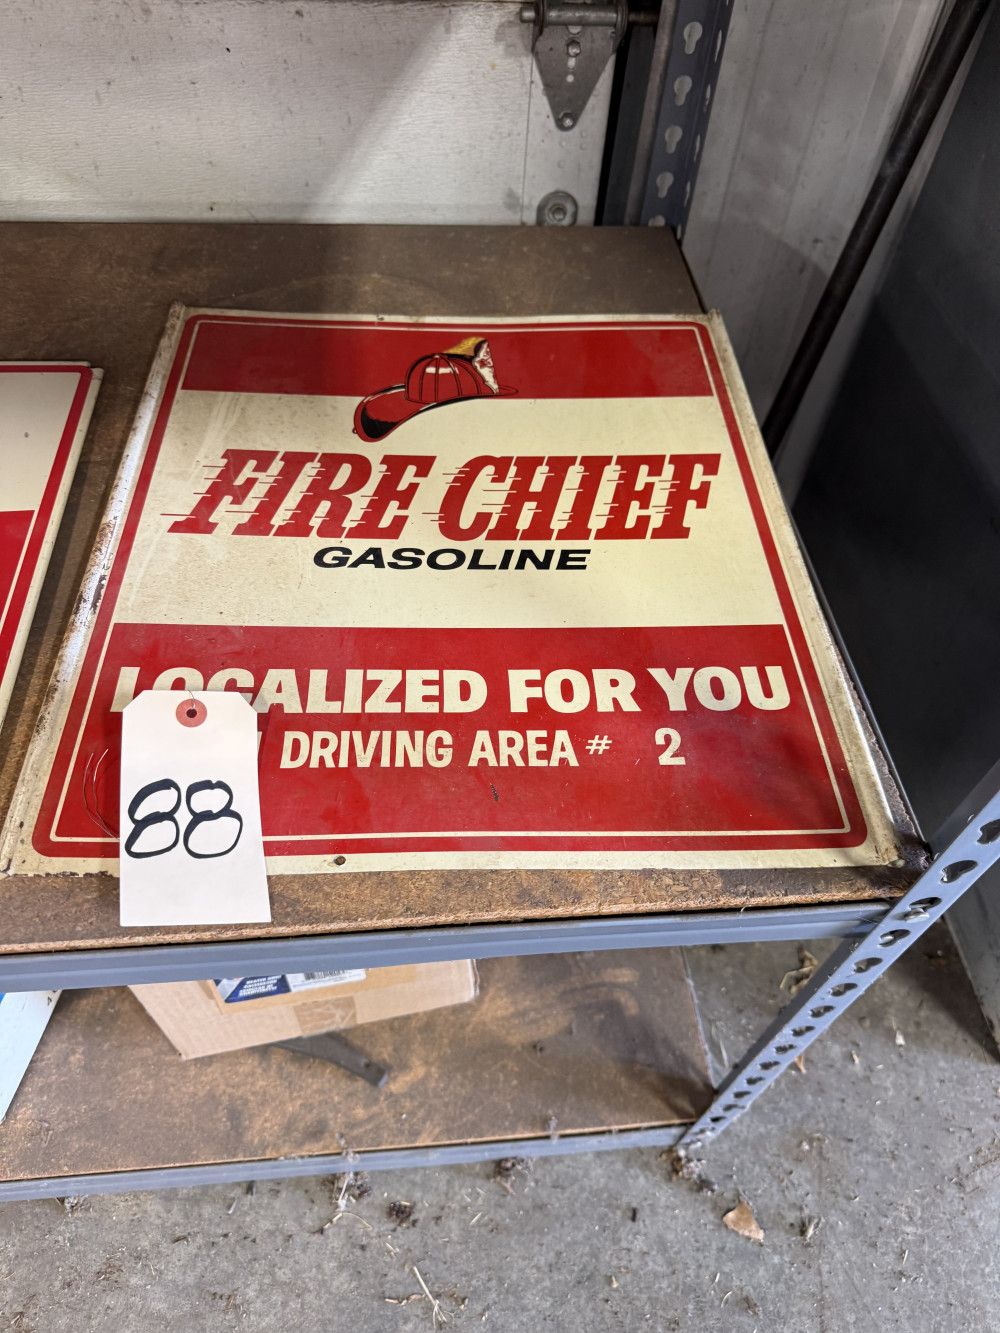 FIRE CHIEF
GASOLINE
LOCALIZED FOR YOU
DRIVING AREA # 2
88